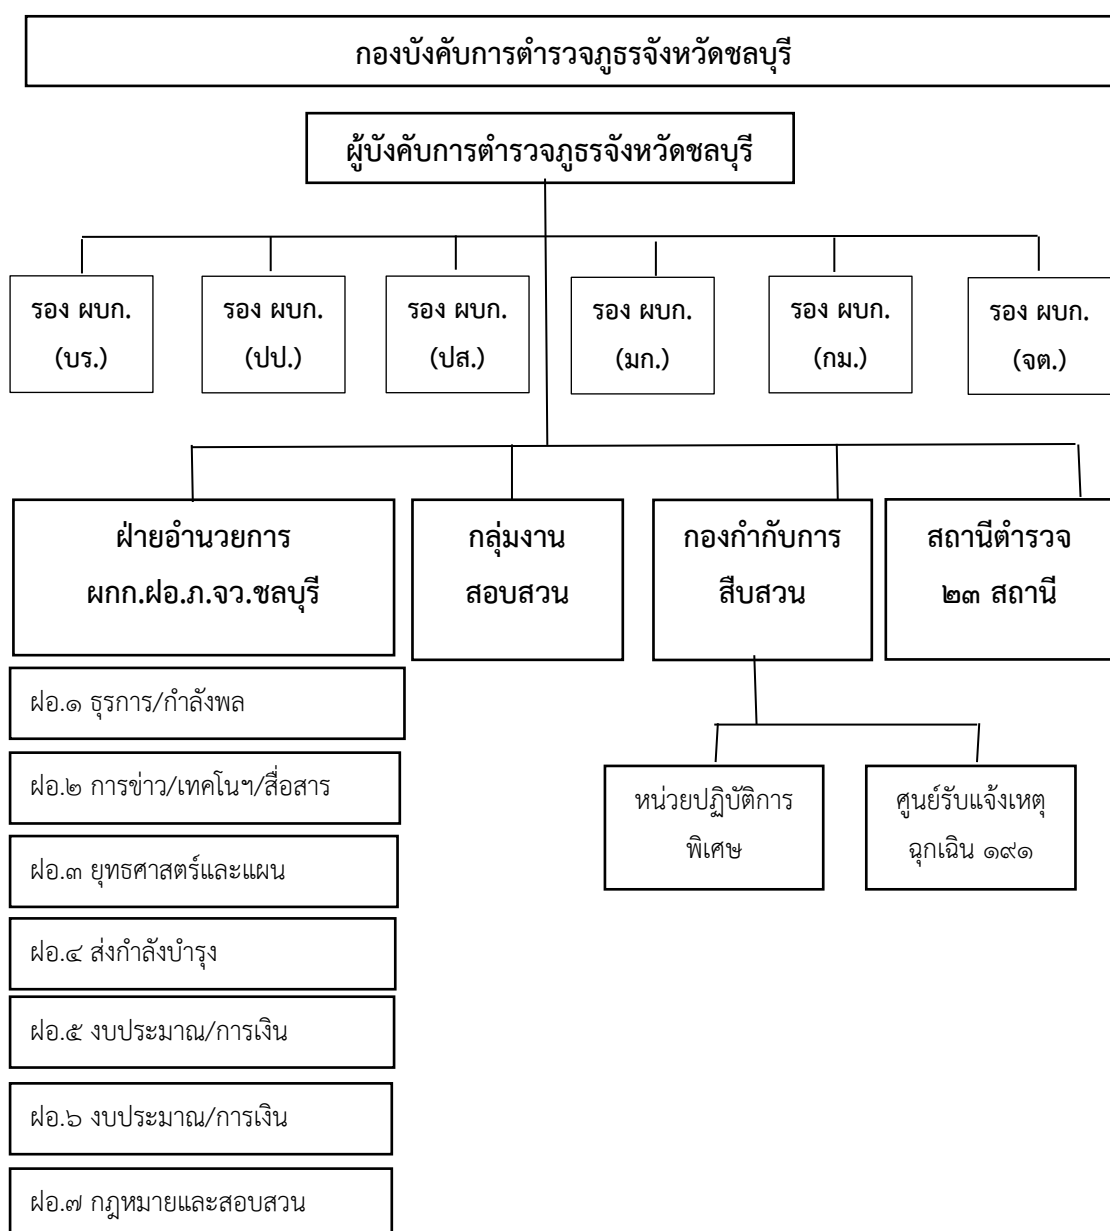 กองบังคับการตำรวจภูธรจังหวัดชลบุรี
ผู้บังคับการตำรวจภูธรจังหวัดชลบุรี
รอง ผบก.
(บร.)
รอง ผบก.
(ปป.)
รอง ผบก.
(ปส.)
รอง ผบก.
(มก.)
รอง ผบก.
(กม.)
รอง ผบก.
(จต.)
ฝ่ายอำนวยการ
ผกก.ฝอ.ภ.จว.ชลบุรี
กลุ่มงาน
สอบสวน
กองกำกับการ
สืบสวน
สถานีตำรวจ
๒๓ สถานี
ฝอ.๑ ธุรการ/กำลังพล
ฝอ.๒ การข่าว/เทคโนฯ/สื่อสาร
ฝอ.๓ ยุทธศาสตร์และแผน
ฝอ.๔ ส่งกำลังบำรุง
ฝอ.๕ งบประมาณ/การเงิน
ฝอ.๖ งบประมาณ/การเงิน
ฝอ.๗ กฎหมายและสอบสวน
หน่วยปฏิบัติการ
พิเศษ
ศูนย์รับแจ้งเหตุ
ฉุกเฉิน ๑๙๑